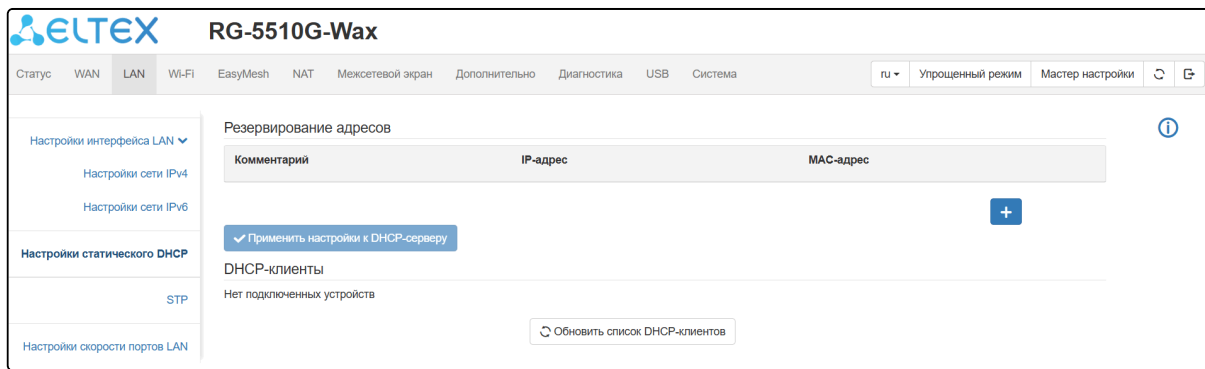 ELTEX RG-5510G-Wax
Статус WAN LAN Wi-Fi EasyMesh NAT Межсетевой экран Дополнительно Диагностика USB Система ru Упрощенный режим Мастер настройки
Настройки интерфейса LAN
Настройки сети IPv4
Настройки сети IPv6
Настройки статического DHCP
STP
Настройки скорости портов LAN
Резервирование адресов
Комментарий IP-адрес MAC-адрес
Применить настройки к DHCP-серверу
DHCP-клиенты
Нет подключенных устройств
Обновить список DHCP-клиентов